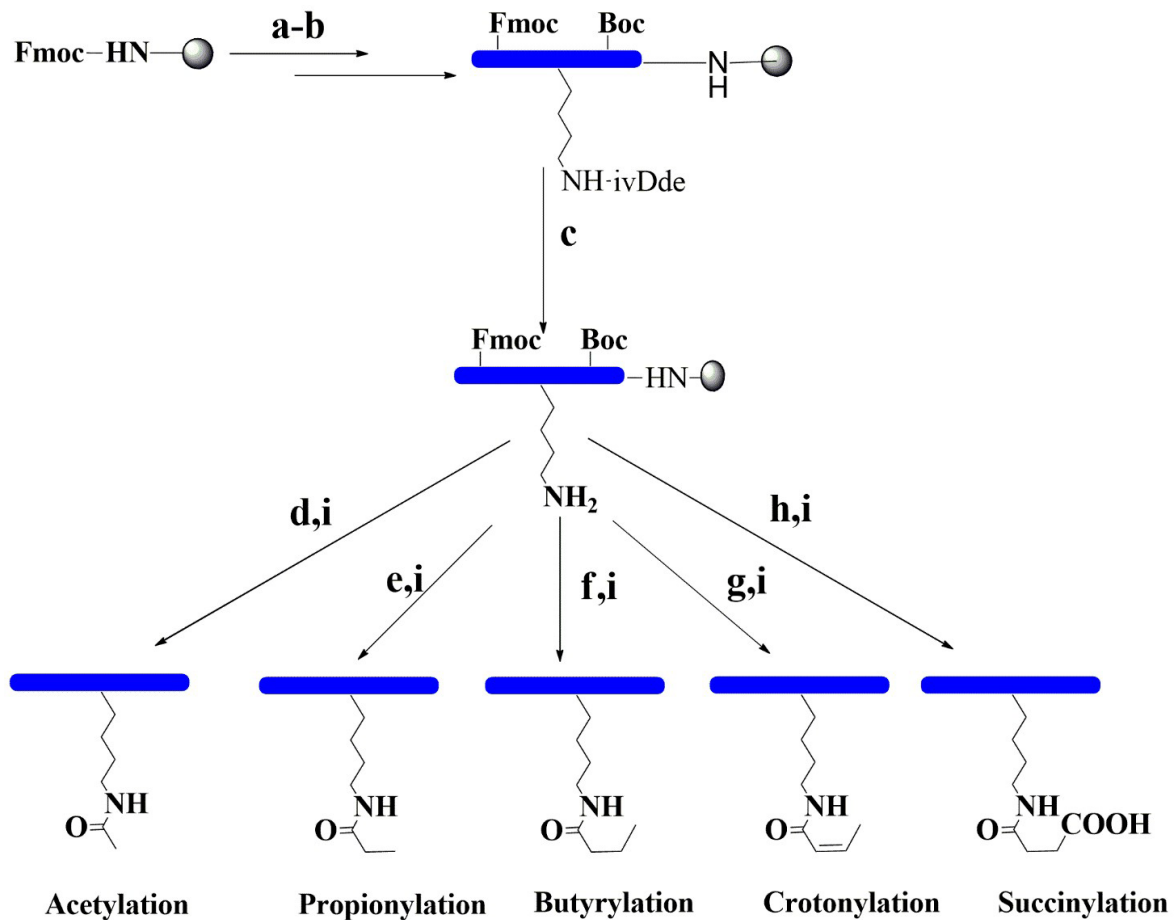 Fmoc-HN
a-b
Fmoc Boc
N
H
NH-ivDde
c
Fmoc Boc
HN
NH2
d,i
e,i
f,i
g,i
h,i
NH
O
NH
O
NH
O
NH
O
NH
O
COOH
Acetylation Propionylation Butyrylation Crotonylation Succinylation